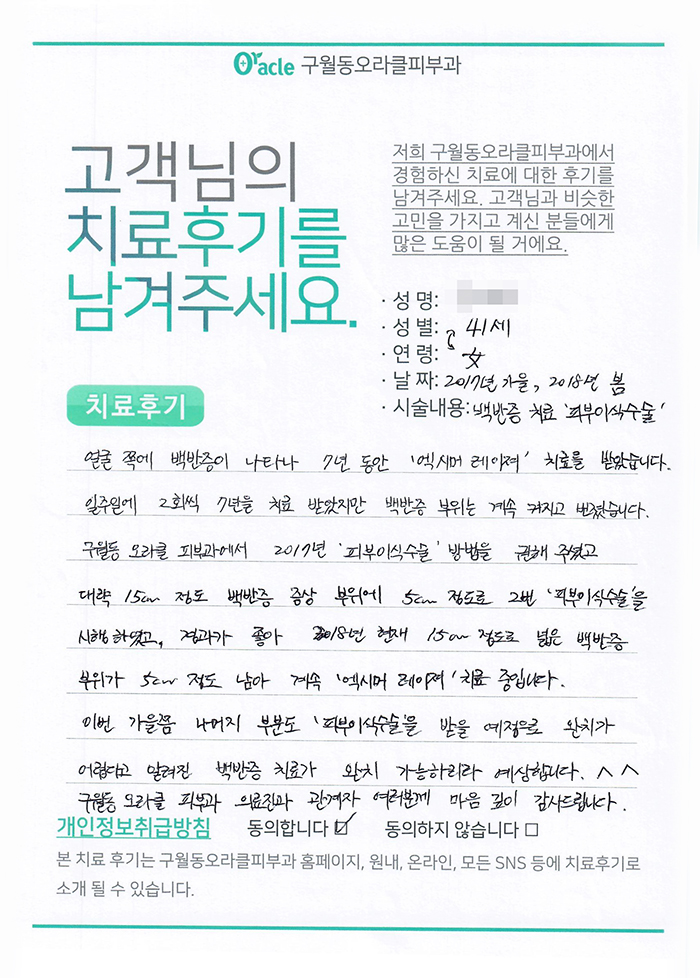 Oracle 구월동오라클피부과
고객님의
치료후기를
남겨주세요.
저희 구월동오라클피부과에서
경험하신 치료에 대한 후기를
남겨주세요. 고객님과 비슷한
고민을 가지고 계신 분들에게
많은 도움이 될 거에요.
· 성 명:
· 성 별: 41세
· 연 령: 女
· 날 짜: 2017년 가을, 2018년 봄
· 시술내용: 백반증 치료 '피부이식수술'
치료후기
얼굴 쪽에 백반증이 나타나 7년 동안 '엑시머 레이져' 치료를 받았습니다.
일주일에 2회씩 7년을 치료 받았지만 백반증 부위는 계속 커지고 번졌습니다.
구월동 오라클 피부과에서 2017년 '피부이식수술' 방법을 권해 주셨고
대략 15cm 정도 백반증 증상 부위에 5cm 정도로 2번 '피부이식수술'을
시행하였고, 결과가 좋아 2018년 현재 15cm 정도로 넓은 백반증
부위가 5cm 정도 남아 계속 '엑시머 레이져' 치료 중입니다.
이번 가을쯤 나머지 부분도 '피부이식수술'을 받을 예정으로 완치가
어렵다고 알려진 백반증 치료가 완치 가능하리라 예상합니다. ^^
구월동 오라클 피부과 의료진과 관계자 여러분께 마음 깊이 감사드립니다.
개인정보취급방침 동의합니다 ☑ 동의하지 않습니다 □
본 치료 후기는 구월동오라클피부과 홈페이지, 원내, 온라인, 모든 SNS 등에 치료후기로
소개 될 수 있습니다.